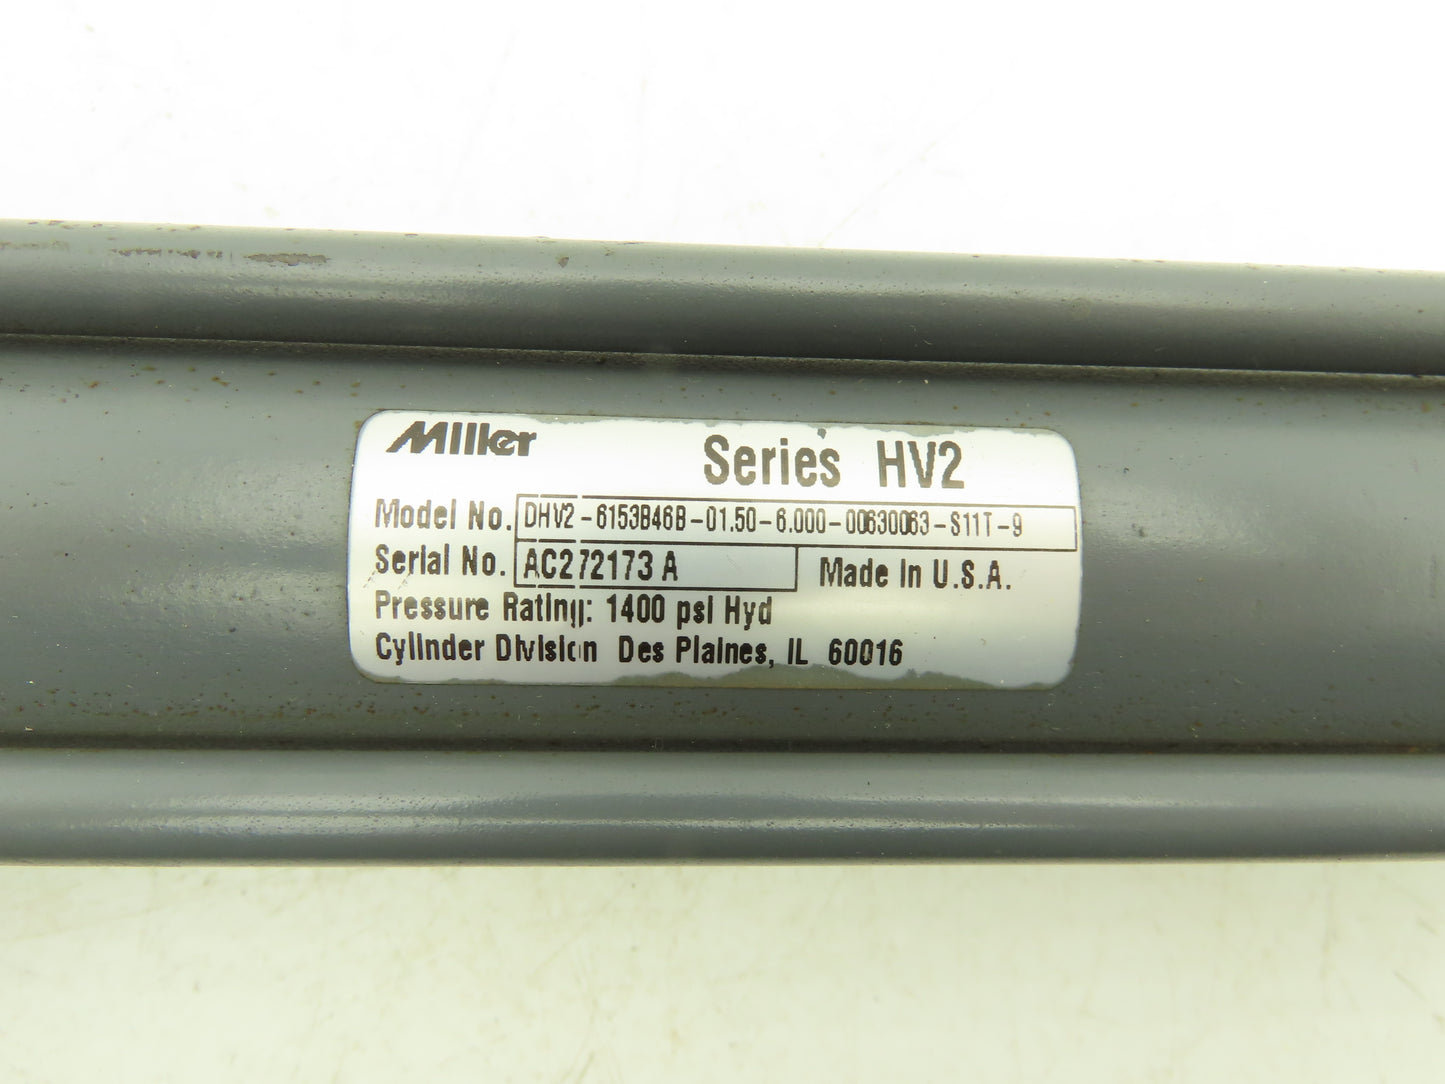 Miller Series HV2
Model No. DHV2-6153B46B-01.50-6.000-00630063-S11T-9
Serial No. AC272173 A Made In U.S.A.
Pressure Rating: 1400 psi Hyd
Cylinder Division Des Plaines, IL 60016